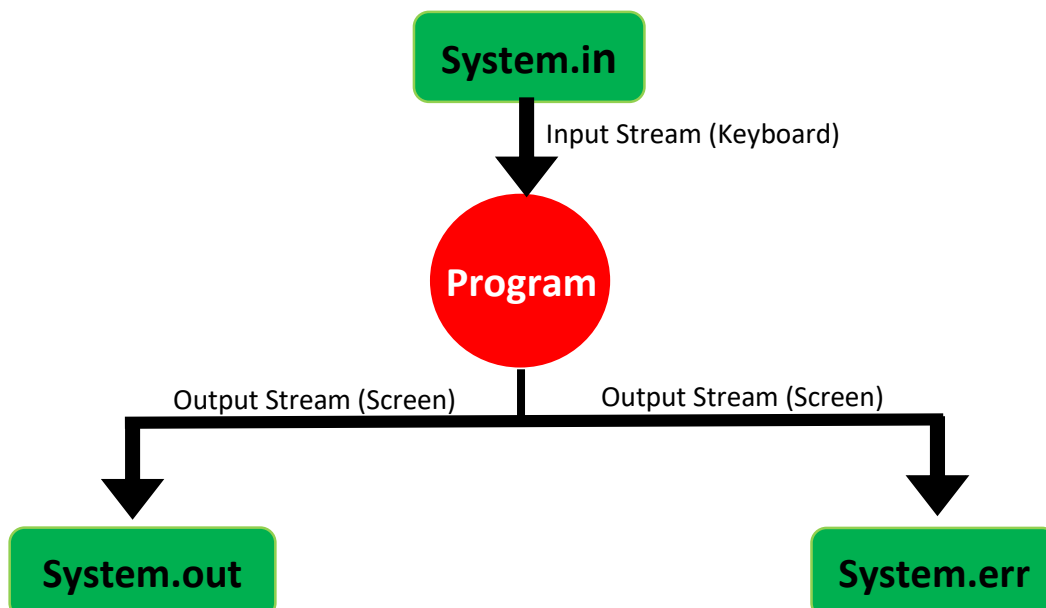 System.in
Input Stream (Keyboard)
Program
Output Stream (Screen)
Output Stream (Screen)
System.out
System.err